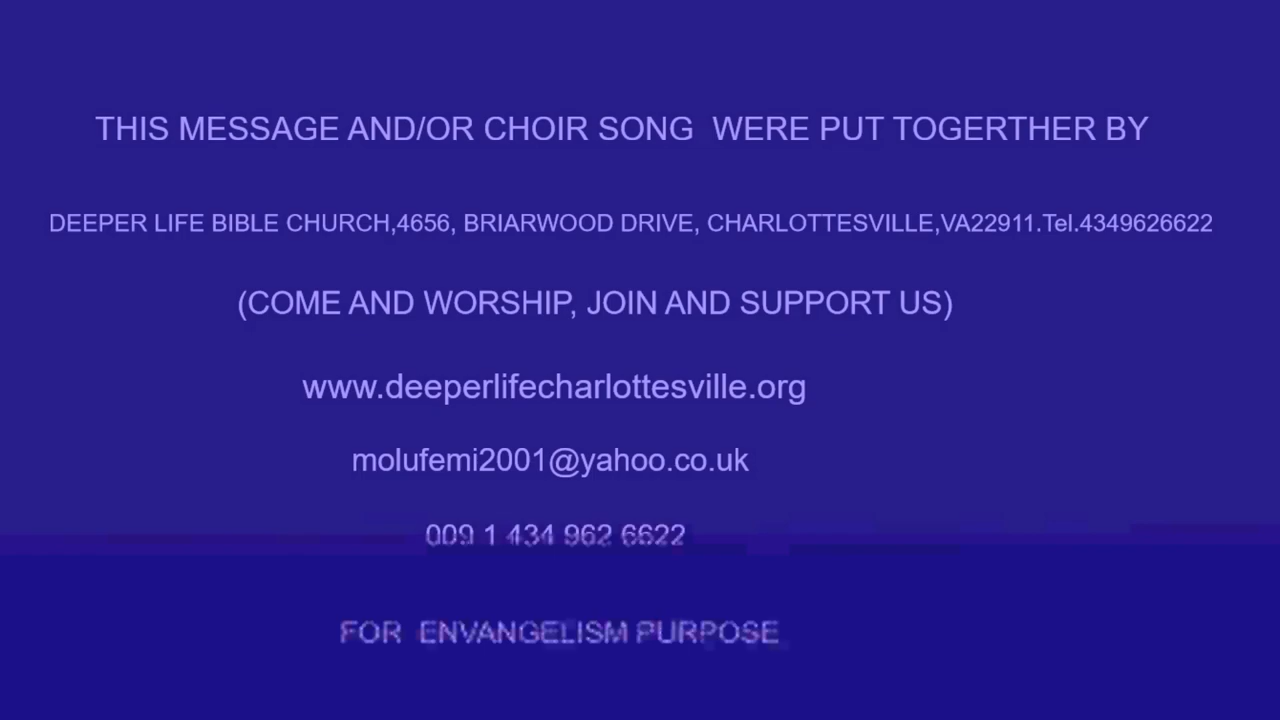 THIS MESSAGE AND/OR CHOIR SONG  WERE PUT TOGERTHER BY
DEEPER LIFE BIBLE CHURCH,4656, BRIARWOOD DRIVE, CHARLOTTESVILLE,VA22911.Tel.4349626622
(COME AND WORSHIP, JOIN AND SUPPORT US)
www.deeperlifecharlottesville.org
molufemi2001@yahoo.co.uk
009 1 434 962 6622
FOR  ENVANGELISM PURPOSE